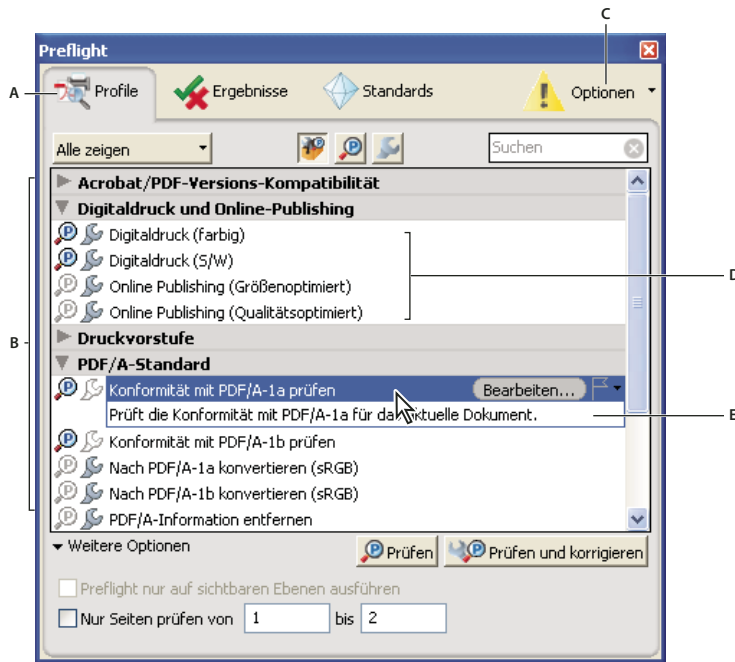 C
Preflight
A
Profile
Ergebnisse
Standards
Optionen
Alle zeigen
Suchen
Acrobat/PDF-Versions-Kompatibilität
Digitaldruck und Online-Publishing
Digitaldruck (farbig)
Digitaldruck (S/W)
D
Online Publishing (Größenoptimiert)
Online Publishing (Qualitätsoptimiert)
B
Druckvorstufe
PDF/A-Standard
Konformität mit PDF/A-1a prüfen Bearbeiten...
Prüft die Konformität mit PDF/A-1a für das aktuelle Dokument.
E
Konformität mit PDF/A-1b prüfen
Nach PDF/A-1a konvertieren (sRGB)
Nach PDF/A-1b konvertieren (sRGB)
PDF/A-Information entfernen
Weitere Optionen
Prüfen
Prüfen und korrigieren
Preflight nur auf sichtbaren Ebenen ausführen
Nur Seiten prüfen von 1 bis 2